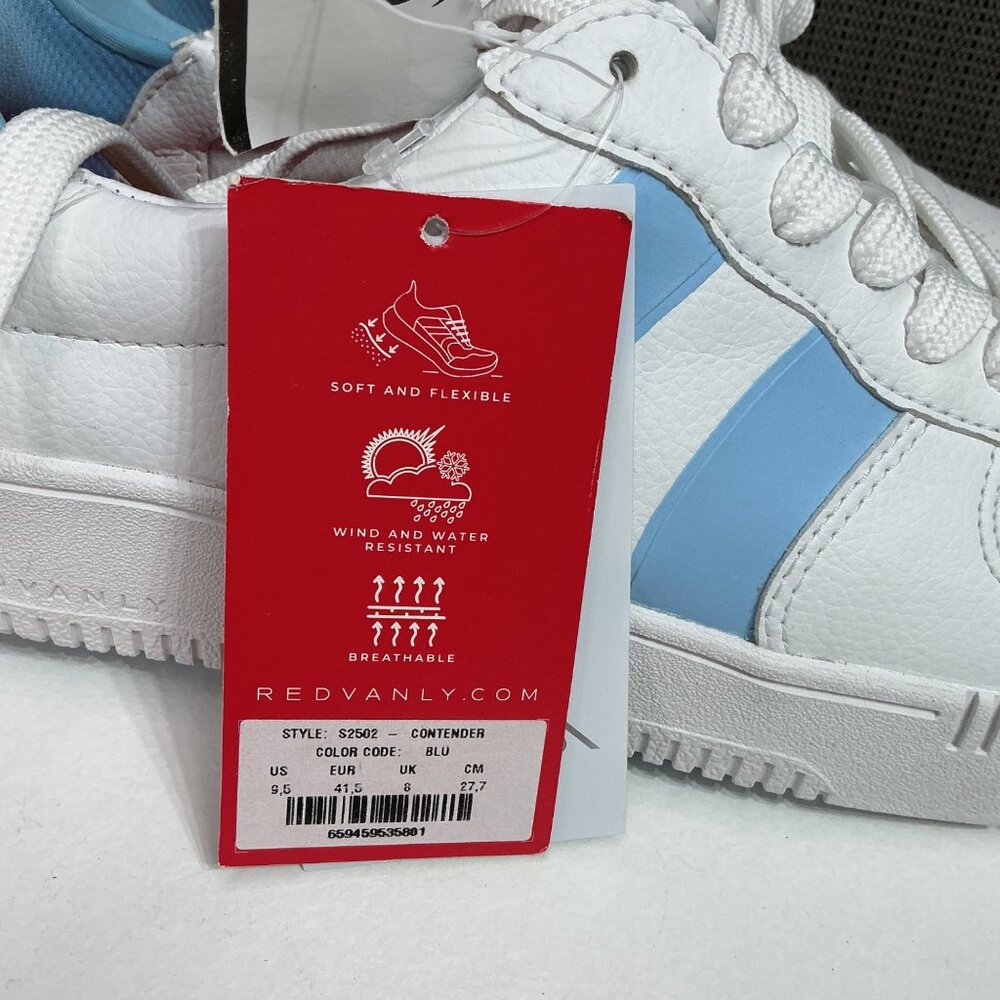 SOFT AND FLEXIBLE
WIND AND WATER
RESISTANT
BREATHABLE
REDVANLY.COM
STYLE: S2502 – CONTENDER
COLOR CODE: BLU
US EUR UK CM
9,5 41,5 8 27,7
659459535801
DVANLY